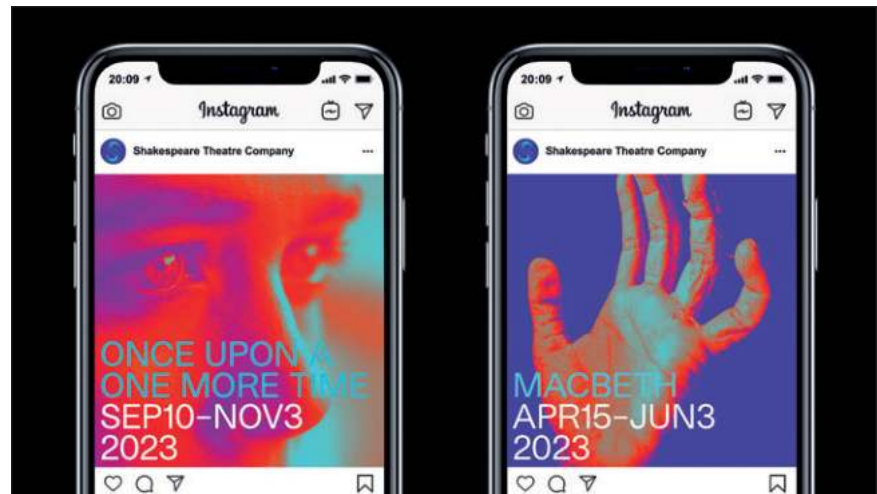 20:09
Instagram
Shakespeare Theatre Company
ONCE UPON A
ONE MORE TIME
SEP10–NOV3
2023
20:09
Instagram
Shakespeare Theatre Company
MACBETH
APR15–JUN3
2023